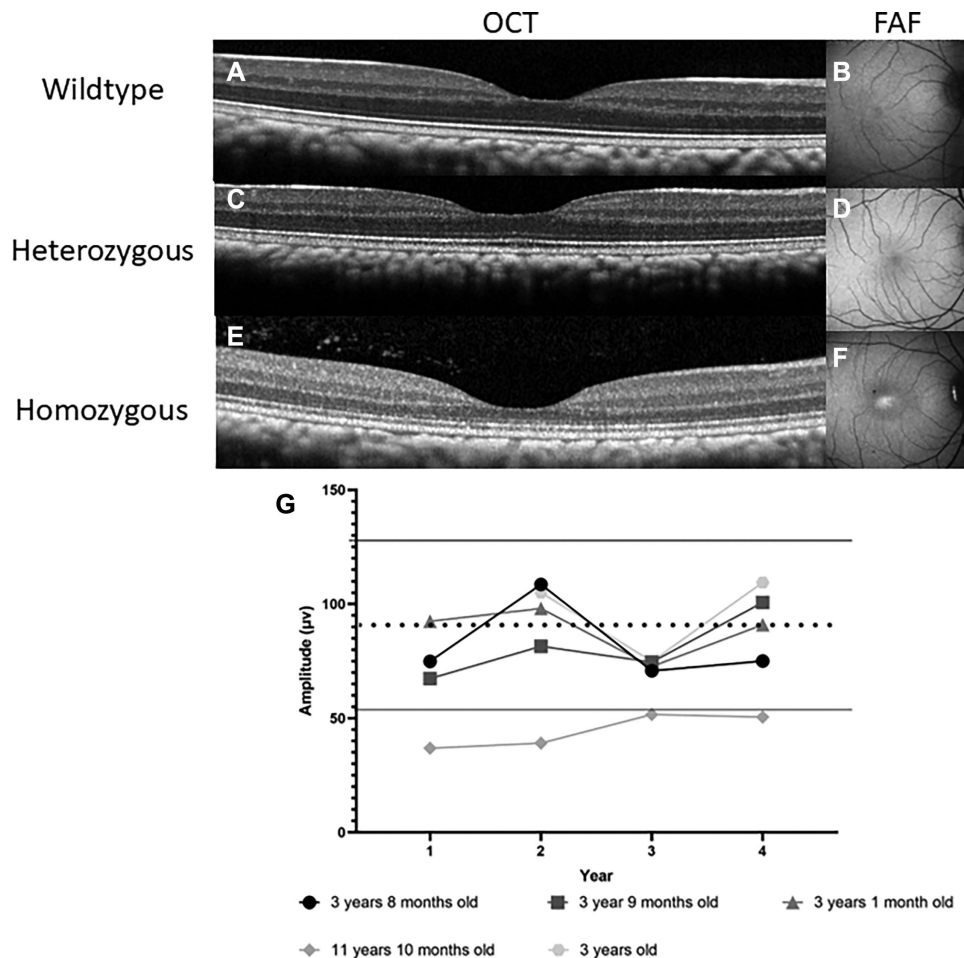 OCT FAF
Wildtype A B
Heterozygous C D
Homozygous E F
G
150
100
50
0
Amplitude (μv)
1 2 3 4
Year
3 years 8 months old 3 year 9 months old 3 years 1 month old
11 years 10 months old 3 years old